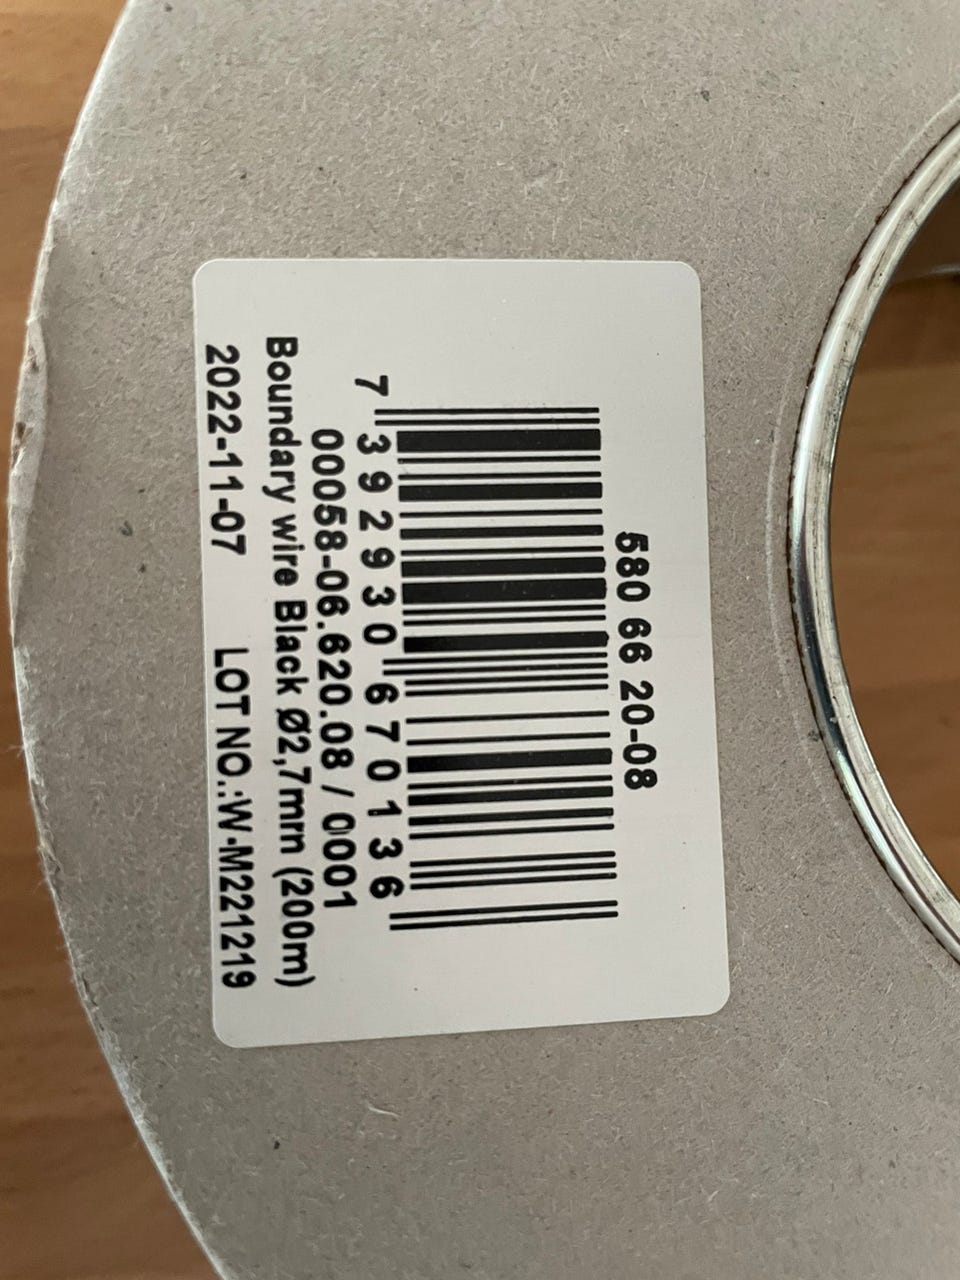 580 66 20-08
7 392930 670136
00058-06.620.08 / 0001
Boundary wire Black Ø2,7mm (200m)
2022-11-07 LOT NO.:W-M221219